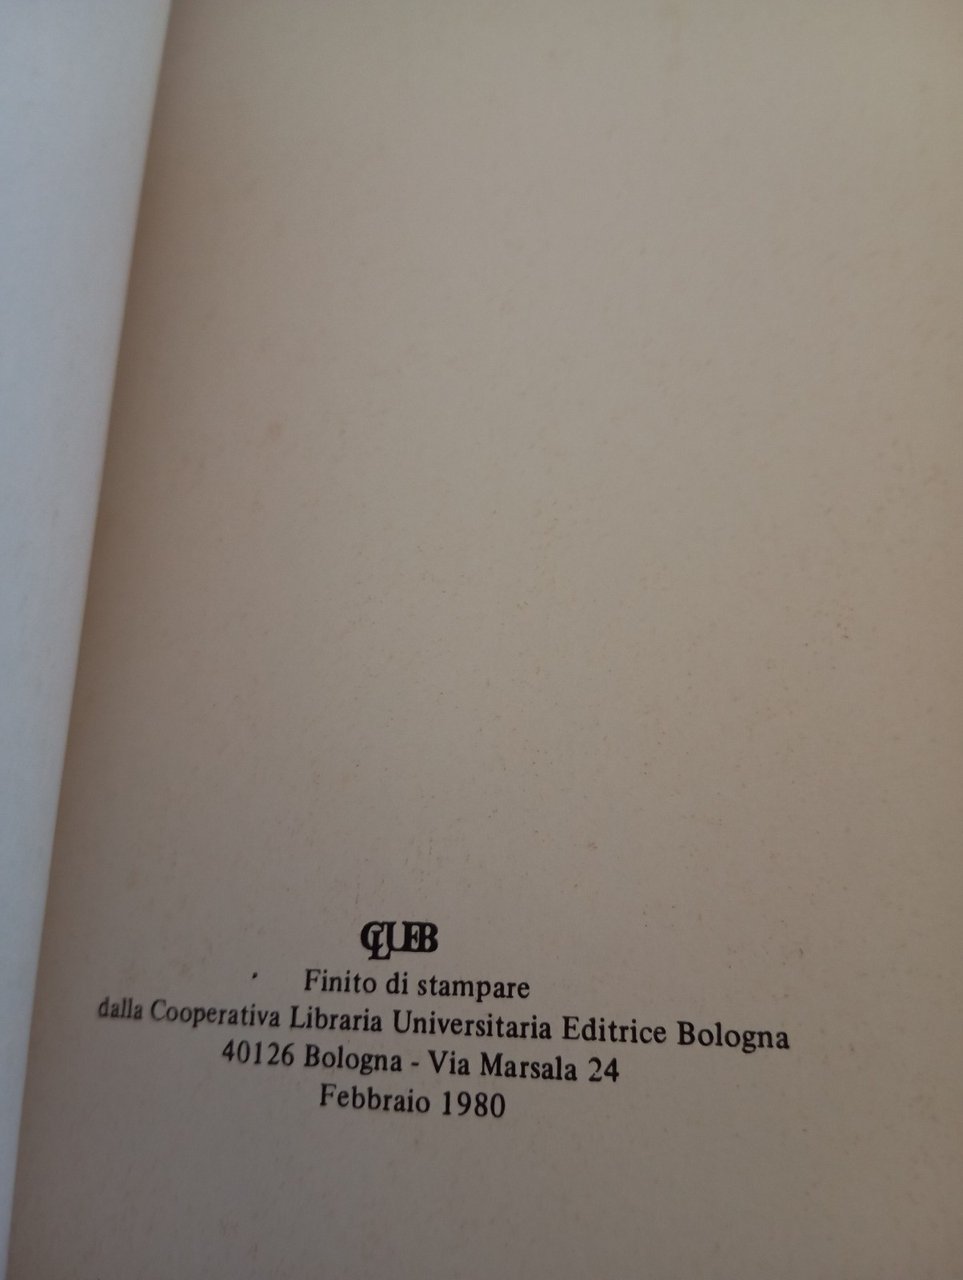 CLUEB
Finito di stampare
dalla Cooperativa Libraria Universitaria Editrice Bologna
40126 Bologna - Via Marsala 24
Febbraio 1980